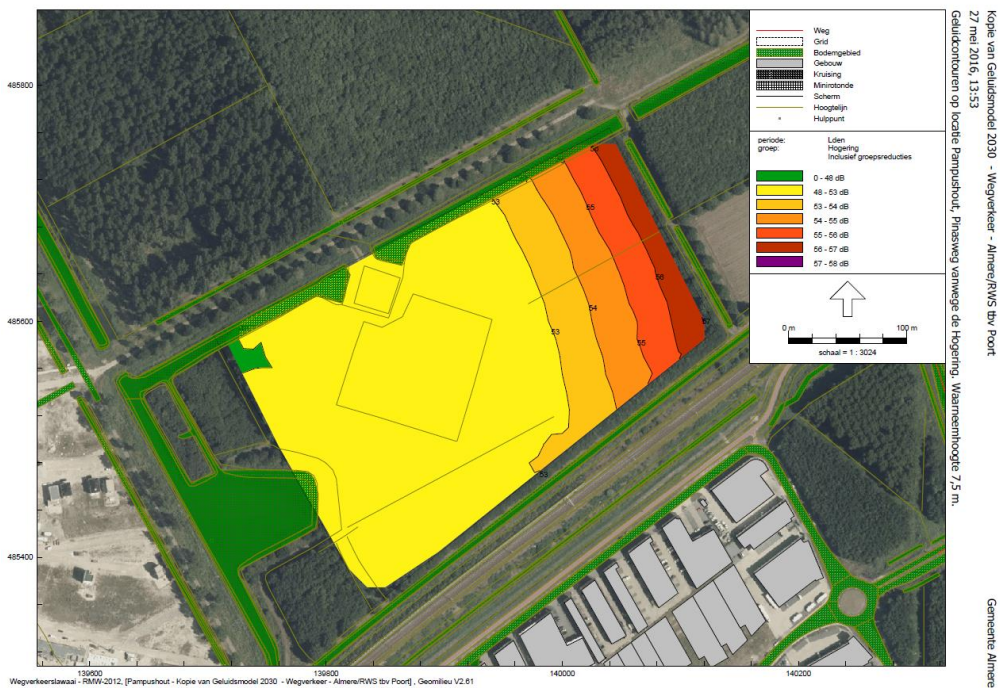 Kopie van Geluidsmodel 2030 - Wegverkeer - Almere/RWS tbv Poort
27 mei 2016, 13:53
Geluidcontouren op locatie Pampushout, Pinasweg vanwege de Hogering. Waarneemhoogte 7,5 m.
Gemeente Almere
Weg
Grid
Bodemgebied
Gebouw
Kruising
Minirotonde
Scherm
Hoogtelijn
Hulppunt
periode: Lden
groep: Hogering
Inclusief groepsreducties
0 - 48 dB
48 - 53 dB
53 - 54 dB
54 - 55 dB
55 - 56 dB
56 - 57 dB
57 - 58 dB
0 m 100 m
schaal = 1 : 3024
485800
485600
485400
56
53
55
56
54
53
55
57
53
139600 139800 140000 140200
Wegverkeerslawaai - RMW-2012, [Pampushout - Kopie van Geluidsmodel 2030 - Wegverkeer - Almere/RWS tbv Poort] , Geomilieu V2.61